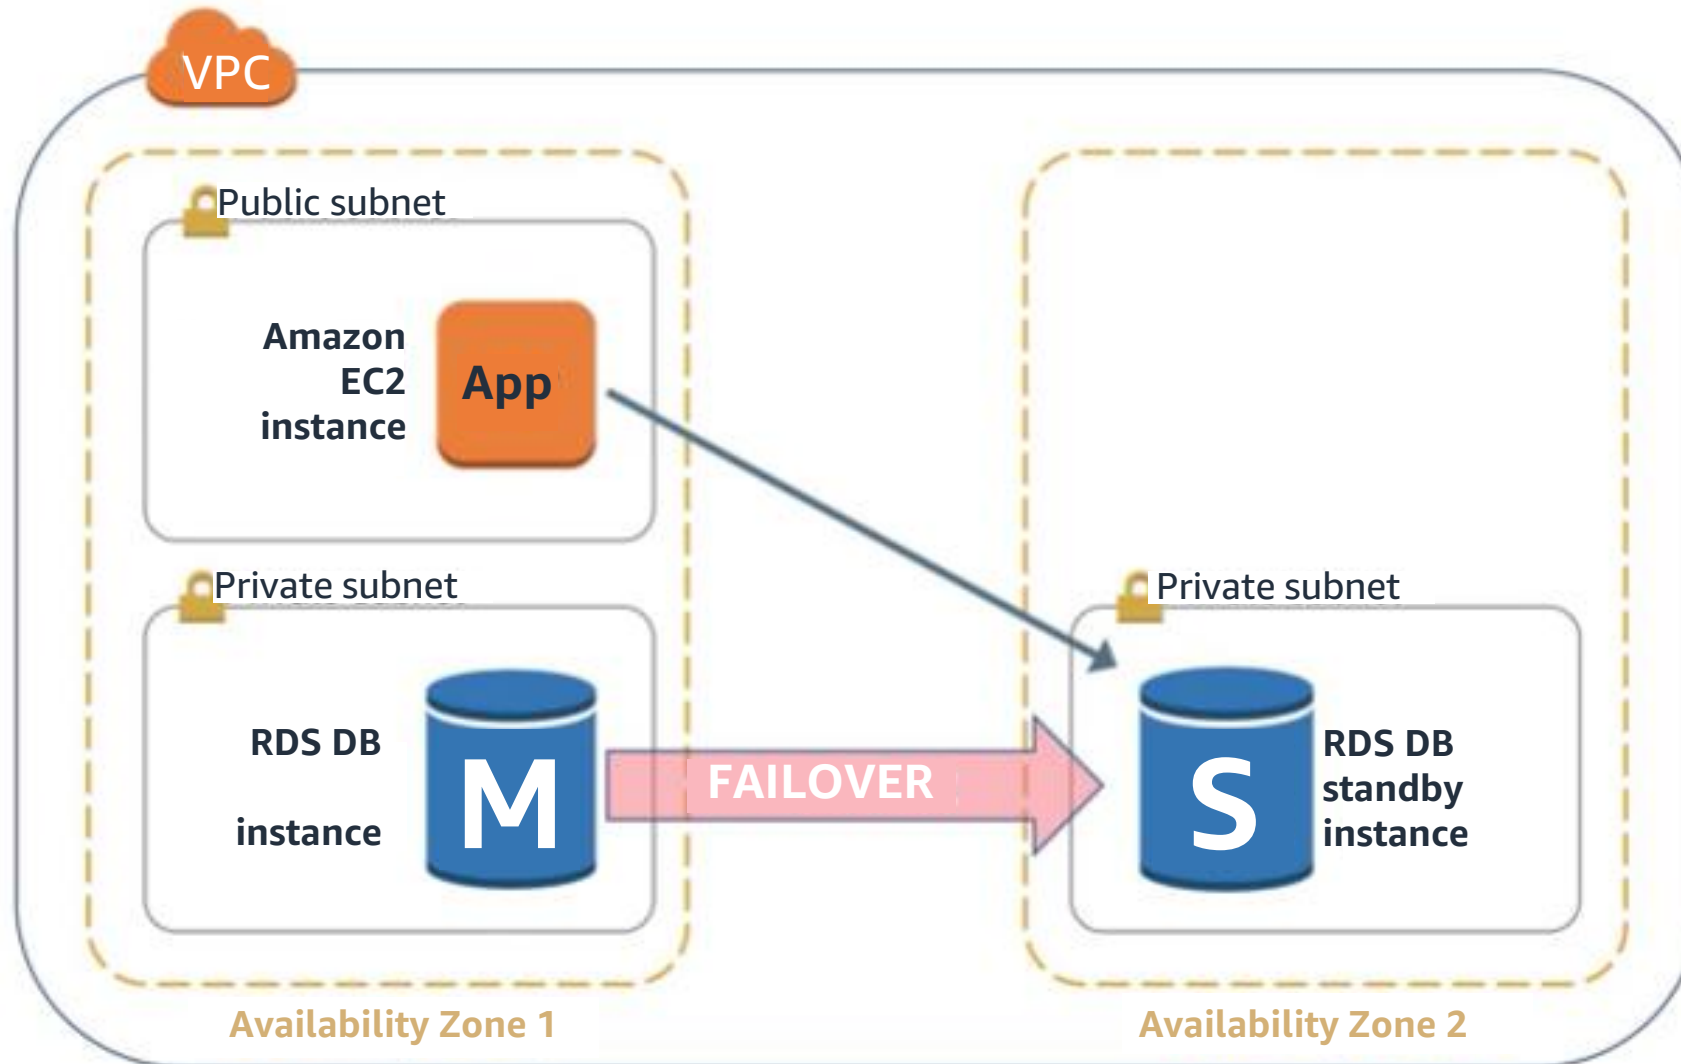 VPC
Public subnet
Amazon
EC2
instance
App
Private subnet
RDS DB
instance
M
FAILOVER
Private subnet
S
RDS DB
standby
instance
Availability Zone 1
Availability Zone 2